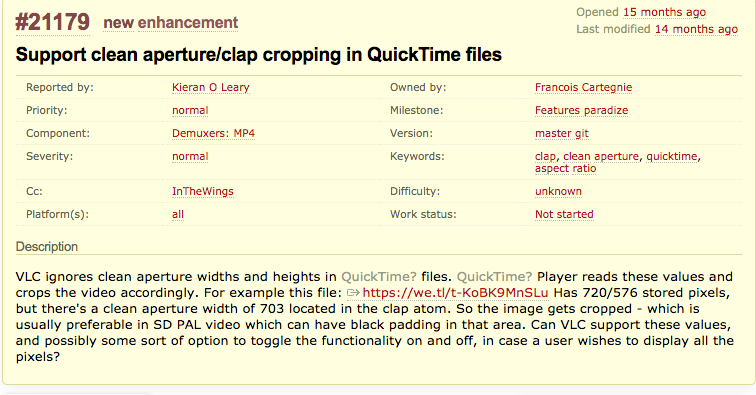 #21179 new enhancement
Opened 15 months ago
Last modified 14 months ago
Support clean aperture/clap cropping in QuickTime files
Reported by: Kieran O Leary Owned by: Francois Cartegnie
Priority: normal Milestone: Features paradize
Component: Demuxers: MP4 Version: master git
Severity: normal Keywords: clap, clean aperture, quicktime,
aspect ratio
Cc: InTheWings Difficulty: unknown
Platform(s): all Work status: Not started
Description
VLC ignores clean aperture widths and heights in QuickTime? files. QuickTime? Player reads these values and
crops the video accordingly. For example this file: https://we.tl/t-KoBK9MnSLu Has 720/576 stored pixels,
but there's a clean aperture width of 703 located in the clap atom. So the image gets cropped - which is
usually preferable in SD PAL video which can have black padding in that area. Can VLC support these values,
and possibly some sort of option to toggle the functionality on and off, in case a user wishes to display all the
pixels?